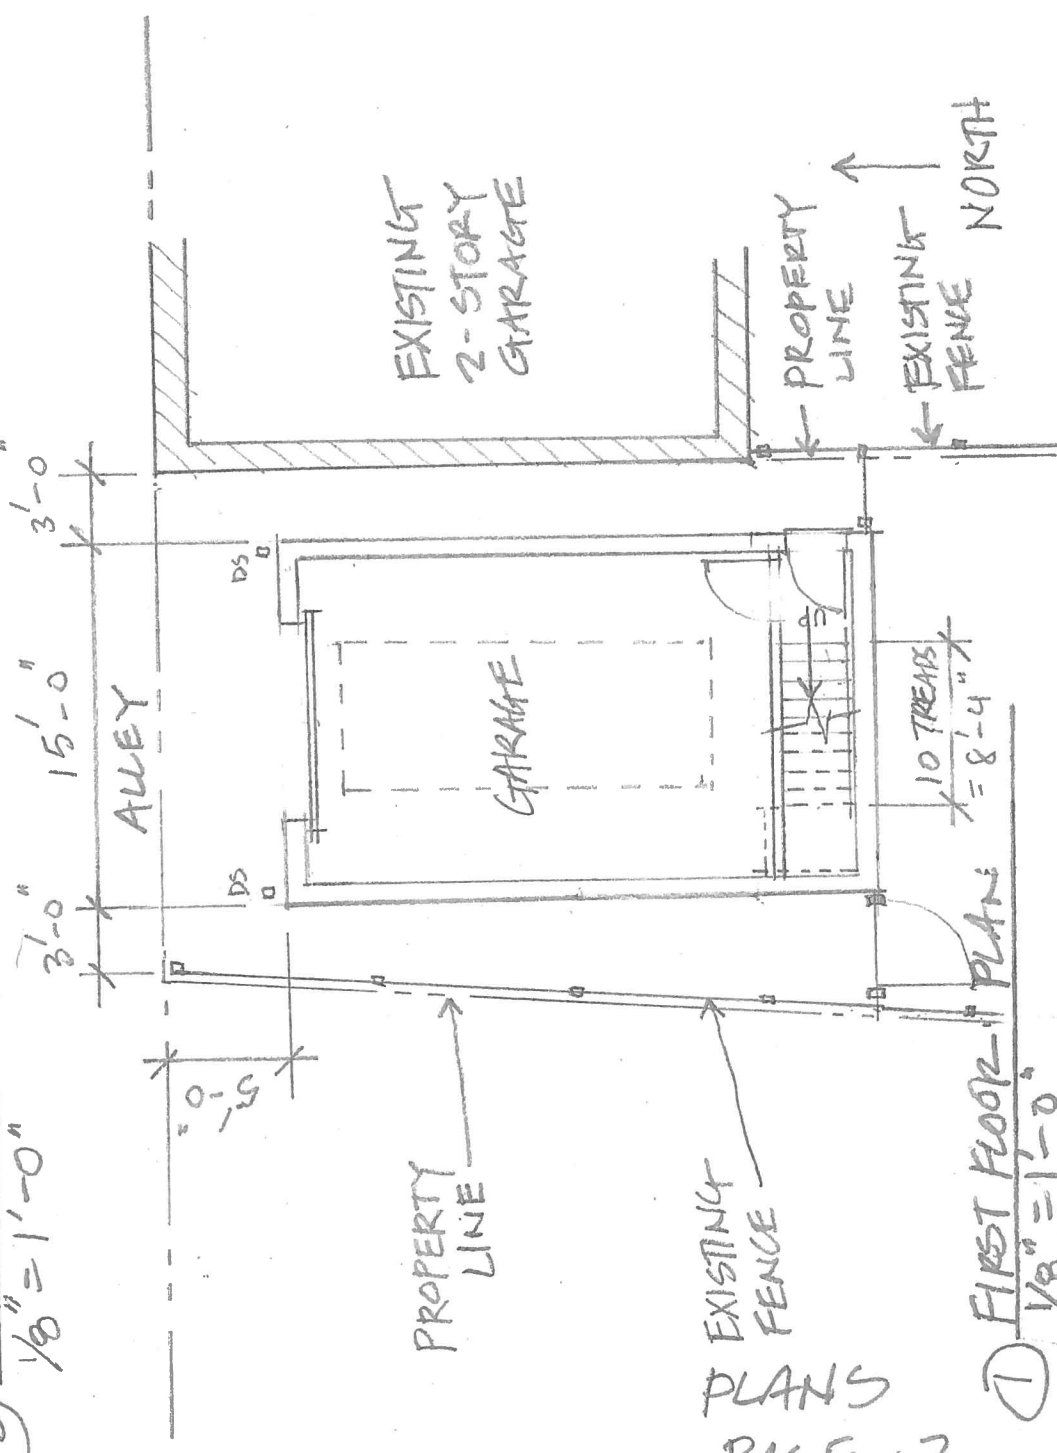 1/8" = 1'-0"
3'-0"
15'-0"
3'-0"
ALLEY
5'-0"
DS
DS
EXISTING
2-STORY
GARAGE
GARAGE
PROPERTY
LINE
PROPERTY
LINE
EXISTING
FENCE
EXISTING
FENCE
NORTH
10 TREADS
= 8'-4"
PLANS
1
FIRST FLOOR PLAN
1/8" = 1'-0"